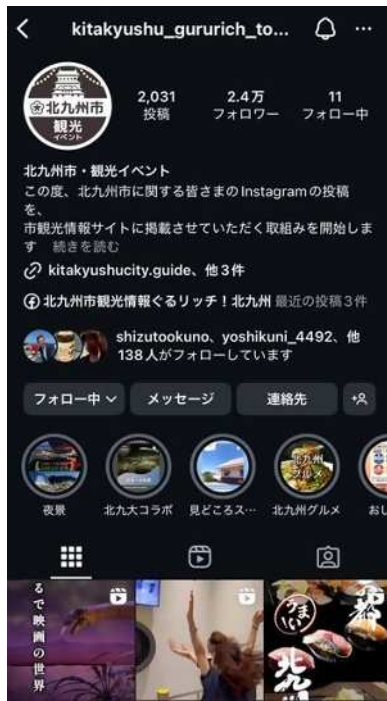 kitakyushu_gururich_to...
北九州市
観光
イベント
2,031
投稿
2.4万
フォロワー
11
フォロー中
北九州市・観光イベント
この度、北九州市に関する皆さまのInstagramの投稿
を、
市観光情報サイトに掲載させていただく取組みを開始しま
す 続きを読む
kitakyushucity.guide、他3件
北九州市観光情報ぐるリッチ！北九州 最近の投稿3件
shizutookuno、yoshikuni_4492、他
138人がフォローしています
フォロー中
メッセージ
連絡先
北九州
グルメ
夜景
北九大コラボ
見どころス…
北九州グルメ
おし
るで映画の世界
うまい
都
北九